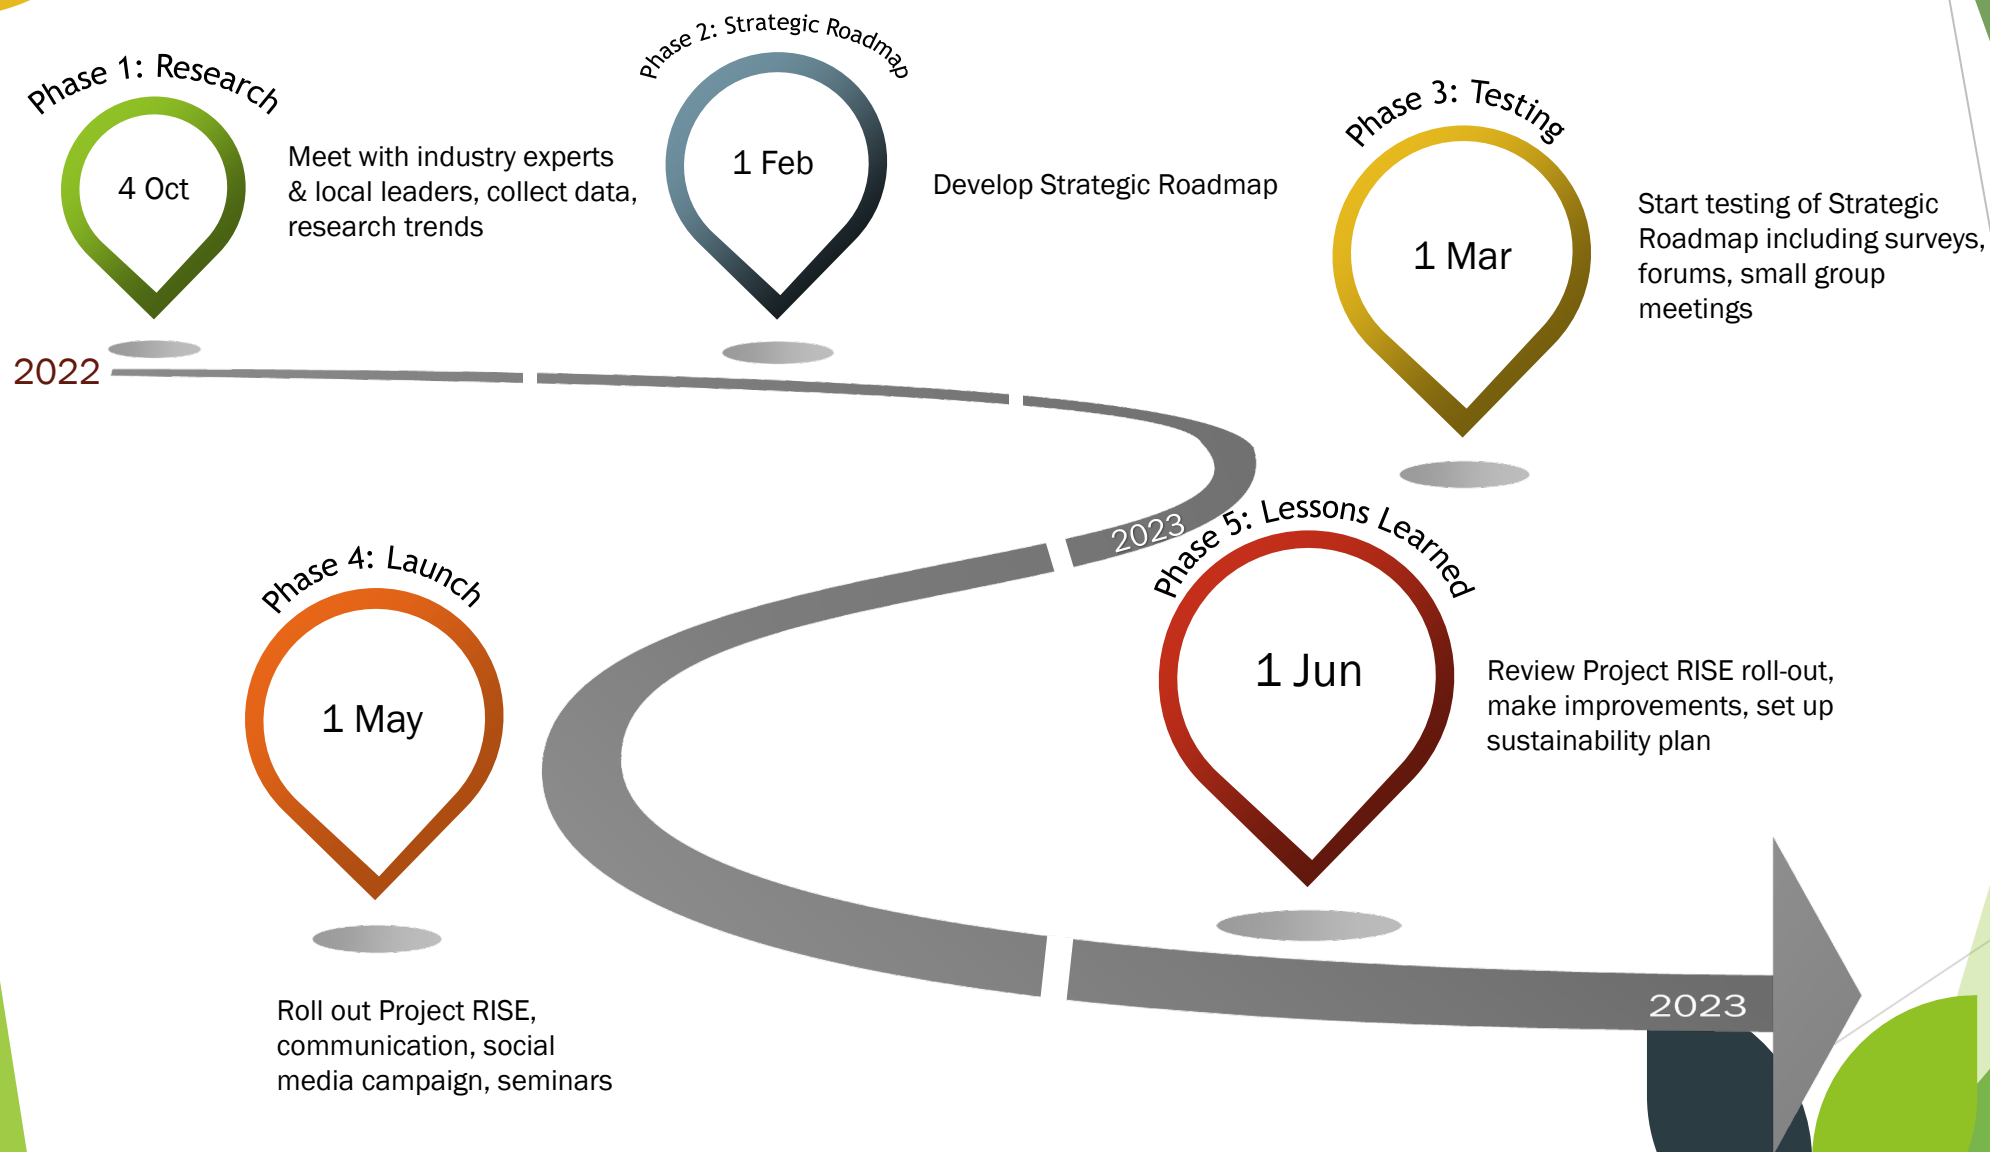 Phase 1: Research
4 Oct
Meet with industry experts
& local leaders, collect data,
research trends
Phase 2: Strategic Roadmap
1 Feb
Develop Strategic Roadmap
Phase 3: Testing
1 Mar
Start testing of Strategic
Roadmap including surveys,
forums, small group
meetings
2022
2023
Phase 4: Launch
1 May
Roll out Project RISE,
communication, social
media campaign, seminars
Phase 5: Lessons Learned
1 Jun
Review Project RISE roll-out,
make improvements, set up
sustainability plan
2023